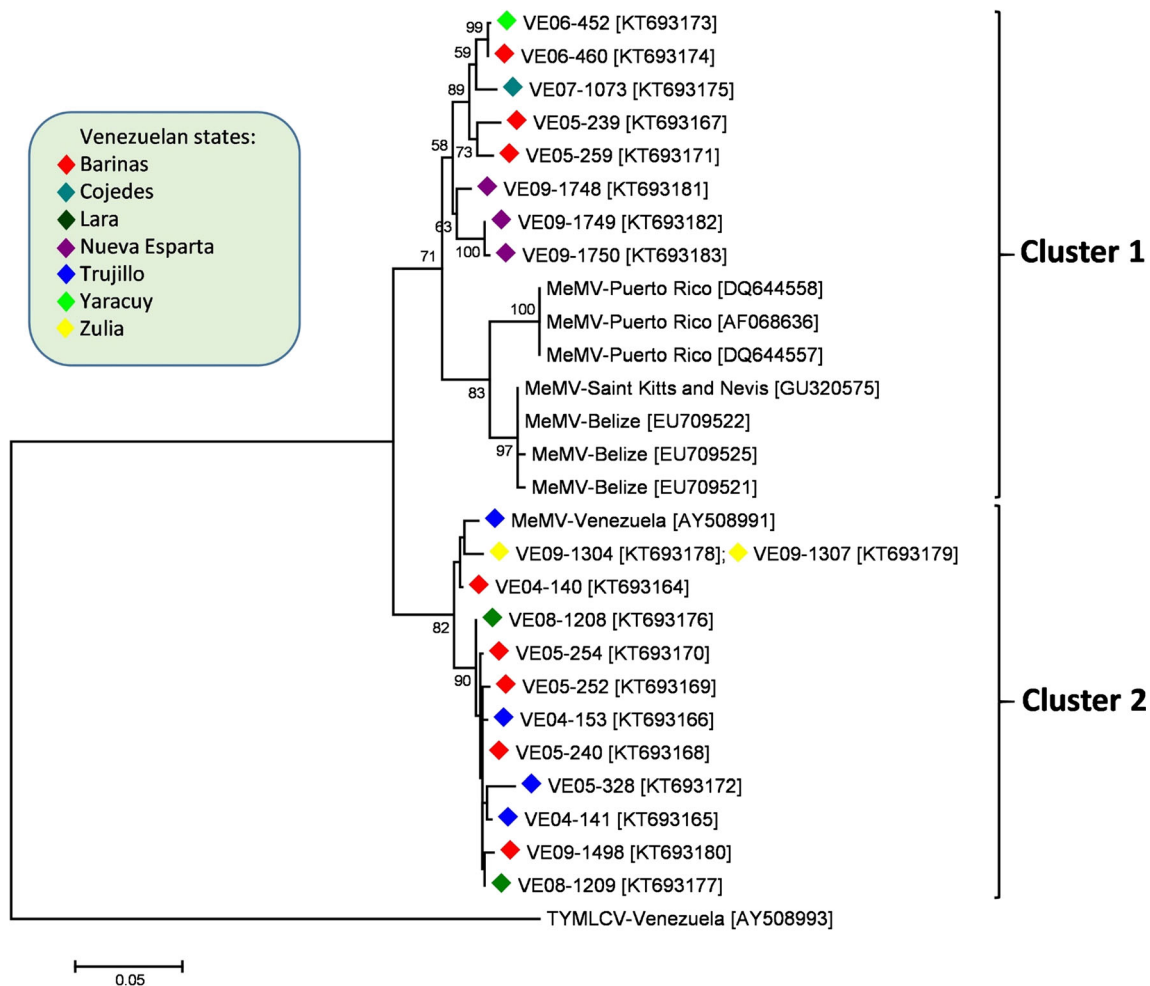 Venezuelan states:
Barinas
Cojedes
Lara
Nueva Esparta
Trujillo
Yaracuy
Zulia
99
VE06-452 [KT693173]
59
VE06-460 [KT693174]
89
VE07-1073 [KT693175]
VE05-239 [KT693167]
58
73
VE05-259 [KT693171]
VE09-1748 [KT693181]
63
VE09-1749 [KT693182]
71
100
VE09-1750 [KT693183]
Cluster 1
MeMV-Puerto Rico [DQ644558]
100
MeMV-Puerto Rico [AF068636]
MeMV-Puerto Rico [DQ644557]
83
MeMV-Saint Kitts and Nevis [GU320575]
MeMV-Belize [EU709522]
97
MeMV-Belize [EU709525]
MeMV-Belize [EU709521]
MeMV-Venezuela [AY508991]
VE09-1304 [KT693178]; VE09-1307 [KT693179]
VE04-140 [KT693164]
82
VE08-1208 [KT693176]
VE05-254 [KT693170]
90
VE05-252 [KT693169]
Cluster 2
VE04-153 [KT693166]
VE05-240 [KT693168]
VE05-328 [KT693172]
VE04-141 [KT693165]
VE09-1498 [KT693180]
VE08-1209 [KT693177]
TYMLCV-Venezuela [AY508993]
0.05